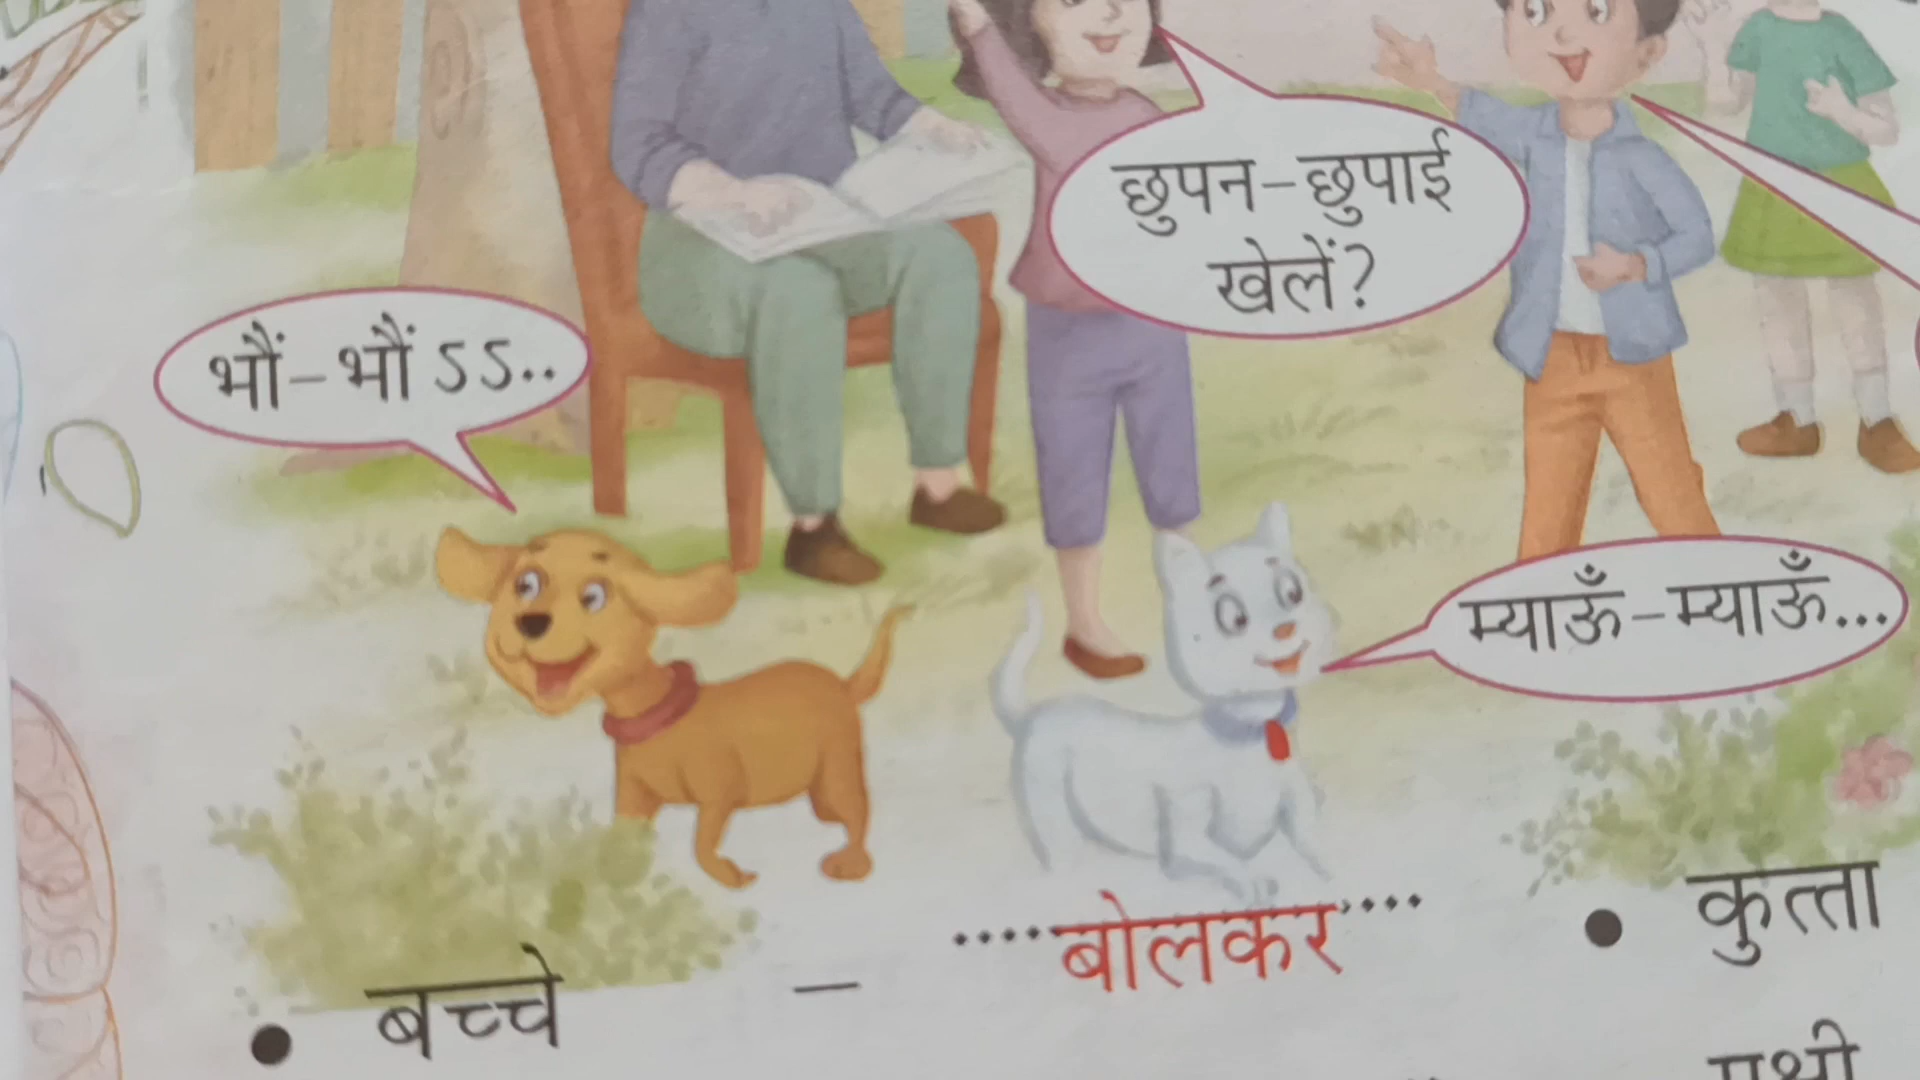 छुपन–छुपाई
खेलें?
भौं–भौं ऽऽ..
म्याऊँ–म्याऊँ...
• बच्चे – ....बोलकर....
• कुत्ता